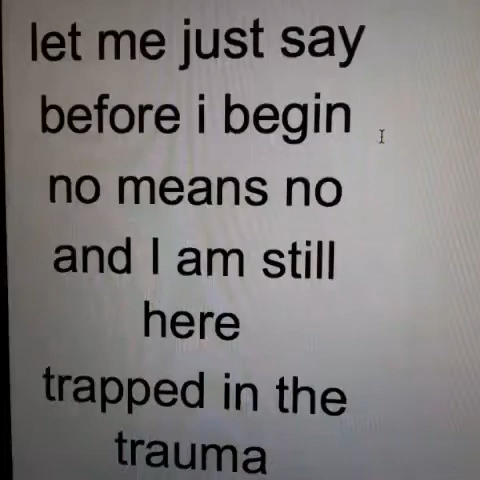 let me just say
before i begin
no means no
and I am still
here
trapped in the
trauma